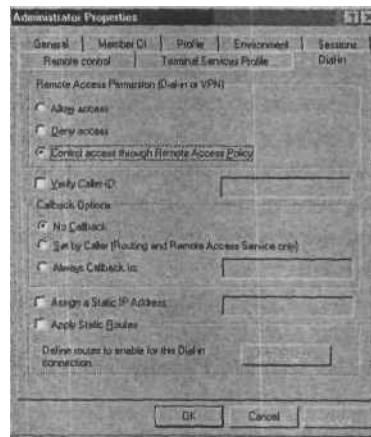 Administrator Properties
General Member Of Profile Environment Sessions
Remote control Terminal Services Profile Dial-in
Remote Access Permission (Dial-in or VPN)
Allow access
Deny access
Control access through Remote Access Policy
Verify Caller-ID:
Callback Options
No Callback
Set by Caller (Routing and Remote Access Service only)
Always Callback to:
Assign a Static IP Address
Apply Static Routes
Define routes to enable for this Dial-in
connection.
OK Cancel